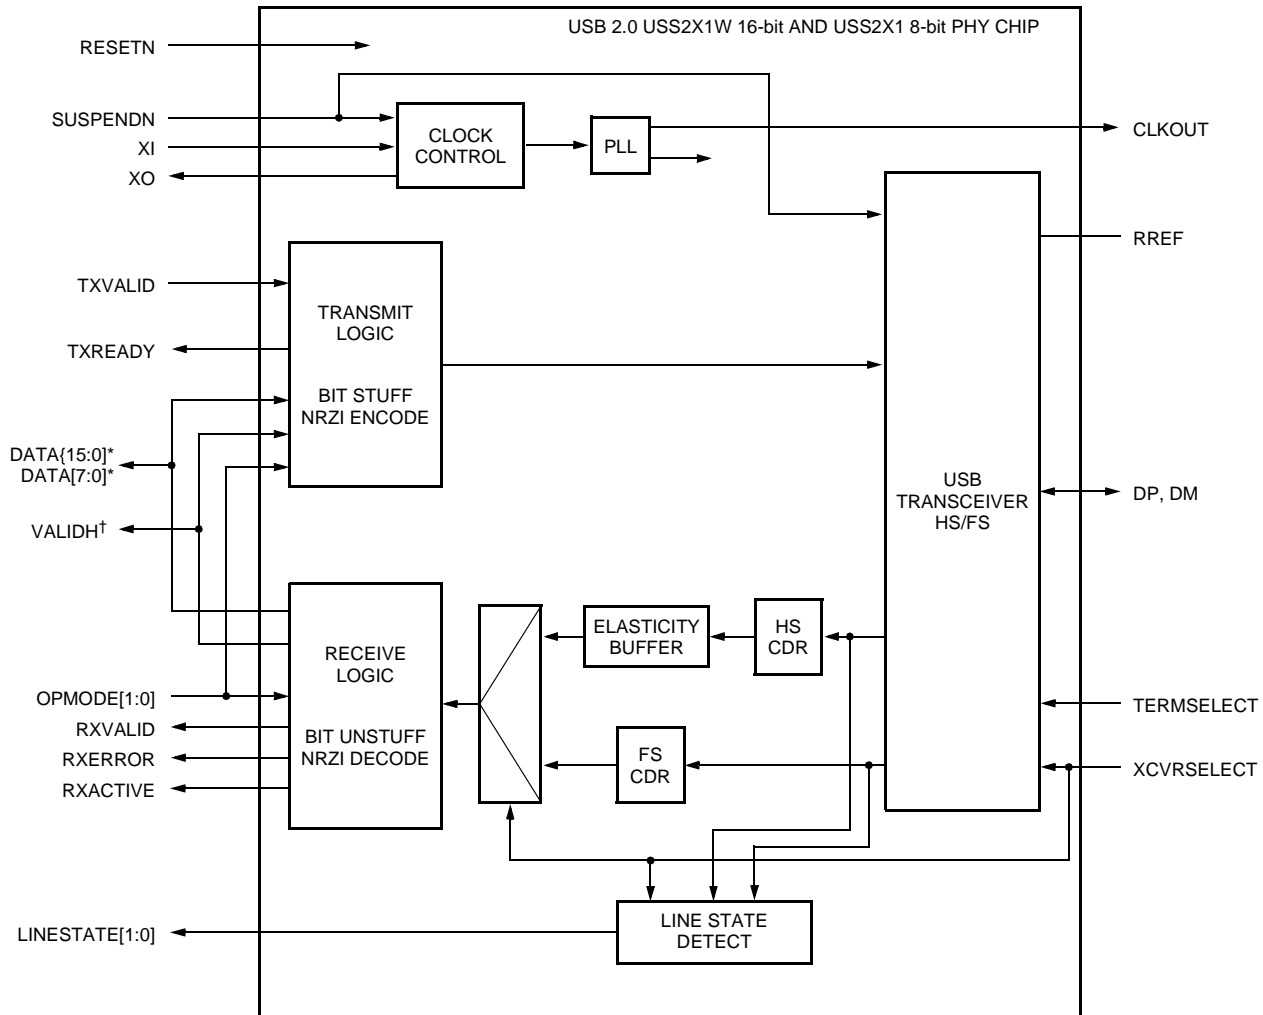 USB 2.0 USS2X1W 16-bit AND USS2X1 8-bit PHY CHIP
RESETN
SUSPENDN
XI
XO
CLOCK
CONTROL
PLL
CLKOUT
RREF
TXVALID
TXREADY
TRANSMIT
LOGIC
BIT STUFF
NRZI ENCODE
DATA{15:0]*
DATA[7:0]*
VALIDH†
USB
TRANSCEIVER
HS/FS
DP, DM
RECEIVE
LOGIC
BIT UNSTUFF
NRZI DECODE
ELASTICITY
BUFFER
HS
CDR
FS
CDR
OPMODE[1:0]
RXVALID
RXERROR
RXACTIVE
TERMSELECT
XCVRSELECT
LINE STATE
DETECT
LINESTATE[1:0]